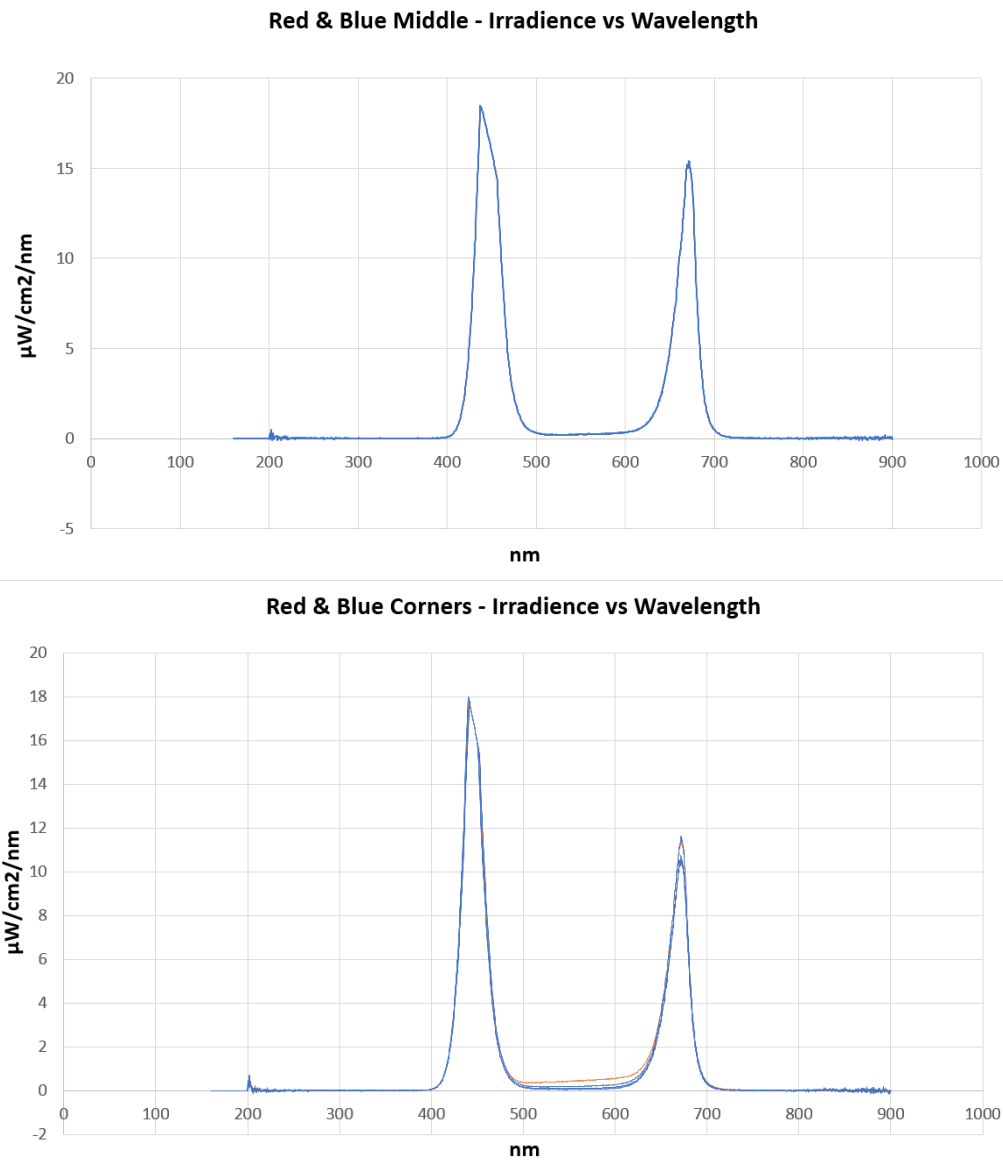 Red & Blue Middle - Irradience vs Wavelength
20
15
10
5
0
-5
µW/cm2/nm
0 100 200 300 400 500 600 700 800 900 1000
nm
Red & Blue Corners - Irradience vs Wavelength
20
18
16
14
12
10
8
6
4
2
0
-2
µW/cm2/nm
0 100 200 300 400 500 600 700 800 900 1000
nm